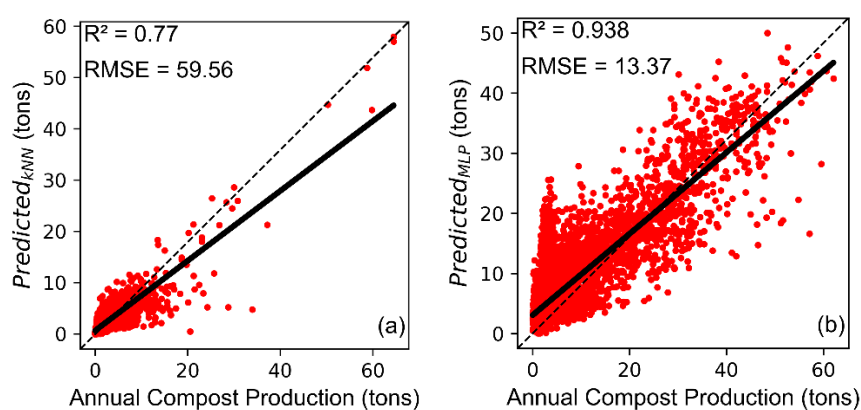 R² = 0.77
RMSE = 59.56
60
50
40
30
20
10
0
Predicted_kNN (tons)
(a)
0 20 40 60
Annual Compost Production (tons)
R² = 0.938
RMSE = 13.37
50
40
30
20
10
0
Predicted_MLP (tons)
(b)
0 20 40 60
Annual Compost Production (tons)